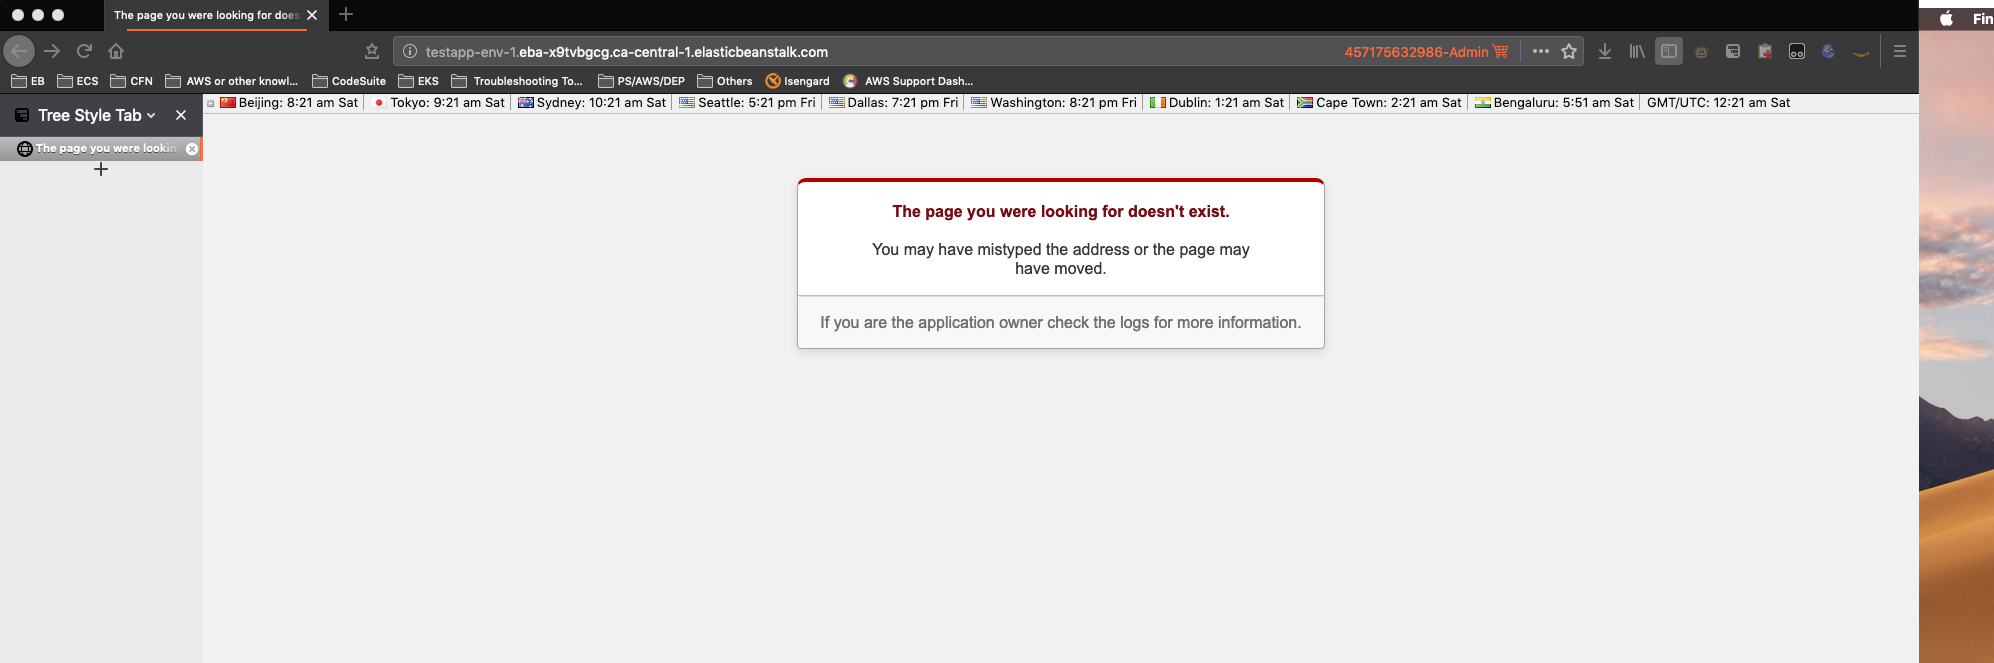 The page you were looking for does
Fin
testapp-env-1.eba-x9tvbgcg.ca-central-1.elasticbeanstalk.com
457175632986-Admin
EB
ECS
CFN
AWS or other knowl...
CodeSuite
EKS
Troubleshooting To...
PS/AWS/DEP
Others
Isengard
AWS Support Dash...
Tree Style Tab
Beijing: 8:21 am Sat
Tokyo: 9:21 am Sat
Sydney: 10:21 am Sat
Seattle: 5:21 pm Fri
Dallas: 7:21 pm Fri
Washington: 8:21 pm Fri
Dublin: 1:21 am Sat
Cape Town: 2:21 am Sat
Bengaluru: 5:51 am Sat
GMT/UTC: 12:21 am Sat
The page you were lookin
The page you were looking for doesn't exist.
You may have mistyped the address or the page may
have moved.
If you are the application owner check the logs for more information.